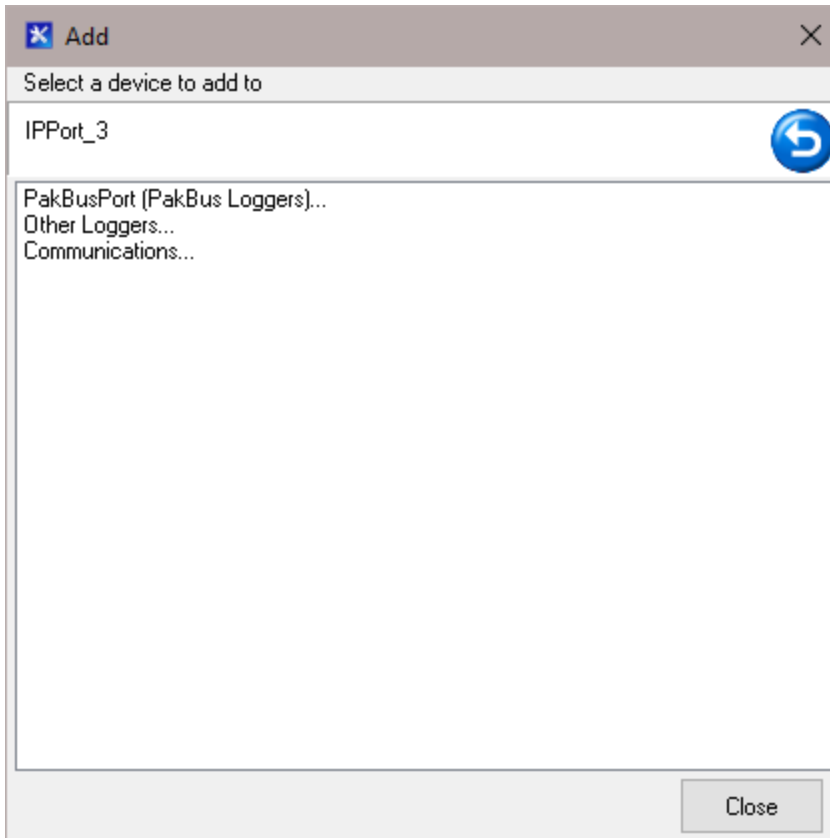 Add
Select a device to add to
IPPort_3
PakBusPort (PakBus Loggers)...
Other Loggers...
Communications...
Close